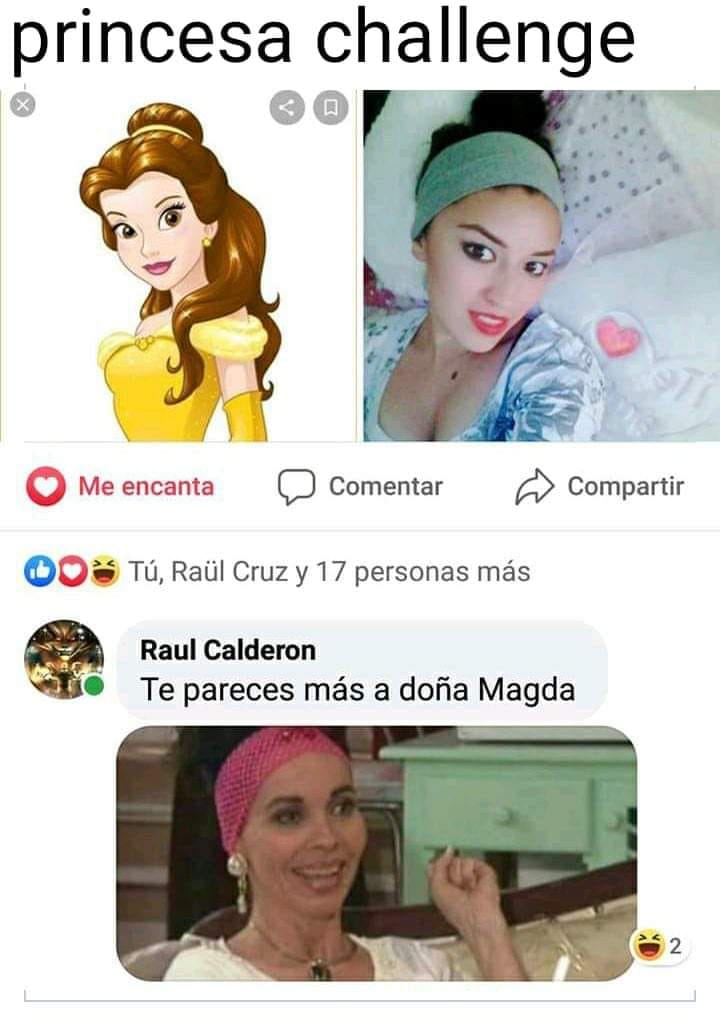 princesa challenge
Me encanta
Comentar
Compartir
Tú, Raül Cruz y 17 personas más
Raul Calderon
Te pareces más a doña Magda
2